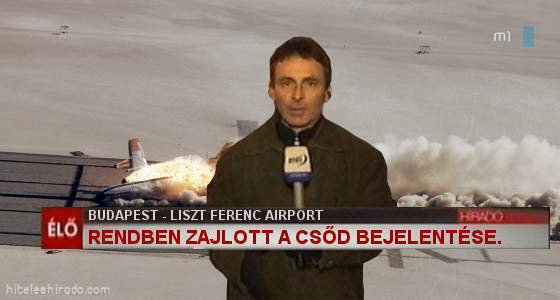 m1
BUDAPEST - LISZT FERENC AIRPORT
HÍRADÓ
ÉLŐ
RENDBEN ZAJLOTT A CSŐD BEJELENTÉSE.
hiteleshirado.com